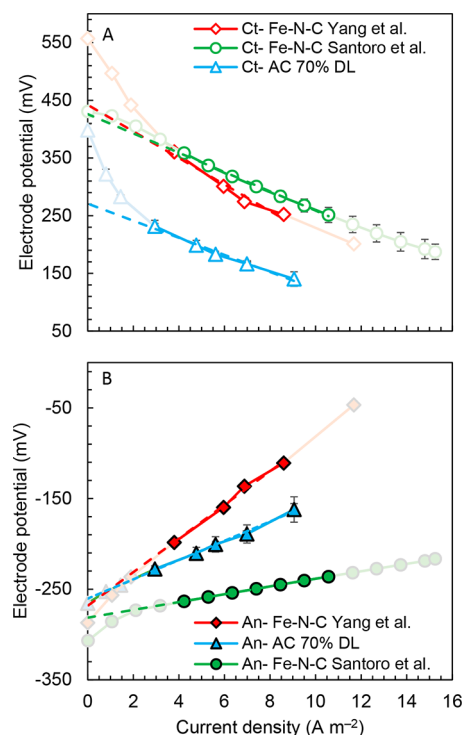 A
Ct- Fe-N-C Yang et al.
Ct- Fe-N-C Santoro et al.
Ct- AC 70% DL
Electrode potential (mV)
550
450
350
250
150
50
B
Electrode potential (mV)
-50
-150
-250
-350
An- Fe-N-C Yang et al.
An- AC 70% DL
An- Fe-N-C Santoro et al.
0 2 4 6 8 10 12 14 16
Current density (A m⁻²)